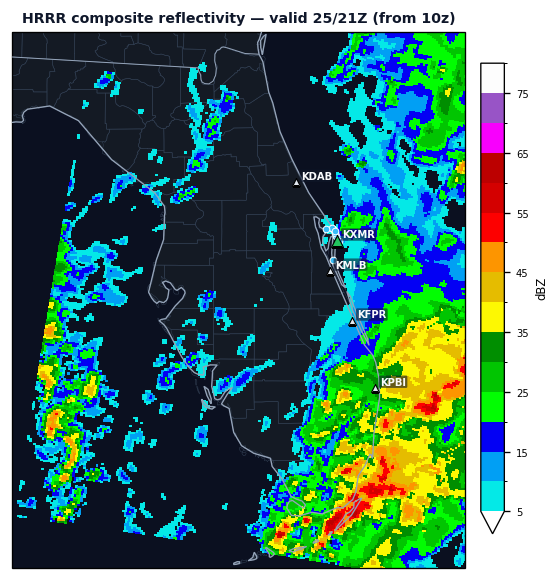 HRRR composite reflectivity — valid 25/21Z (from 10z)
KDAB
KXMR
KMLB
KFPR
KPBI
75
65
55
45
35
25
15
5
dBZ